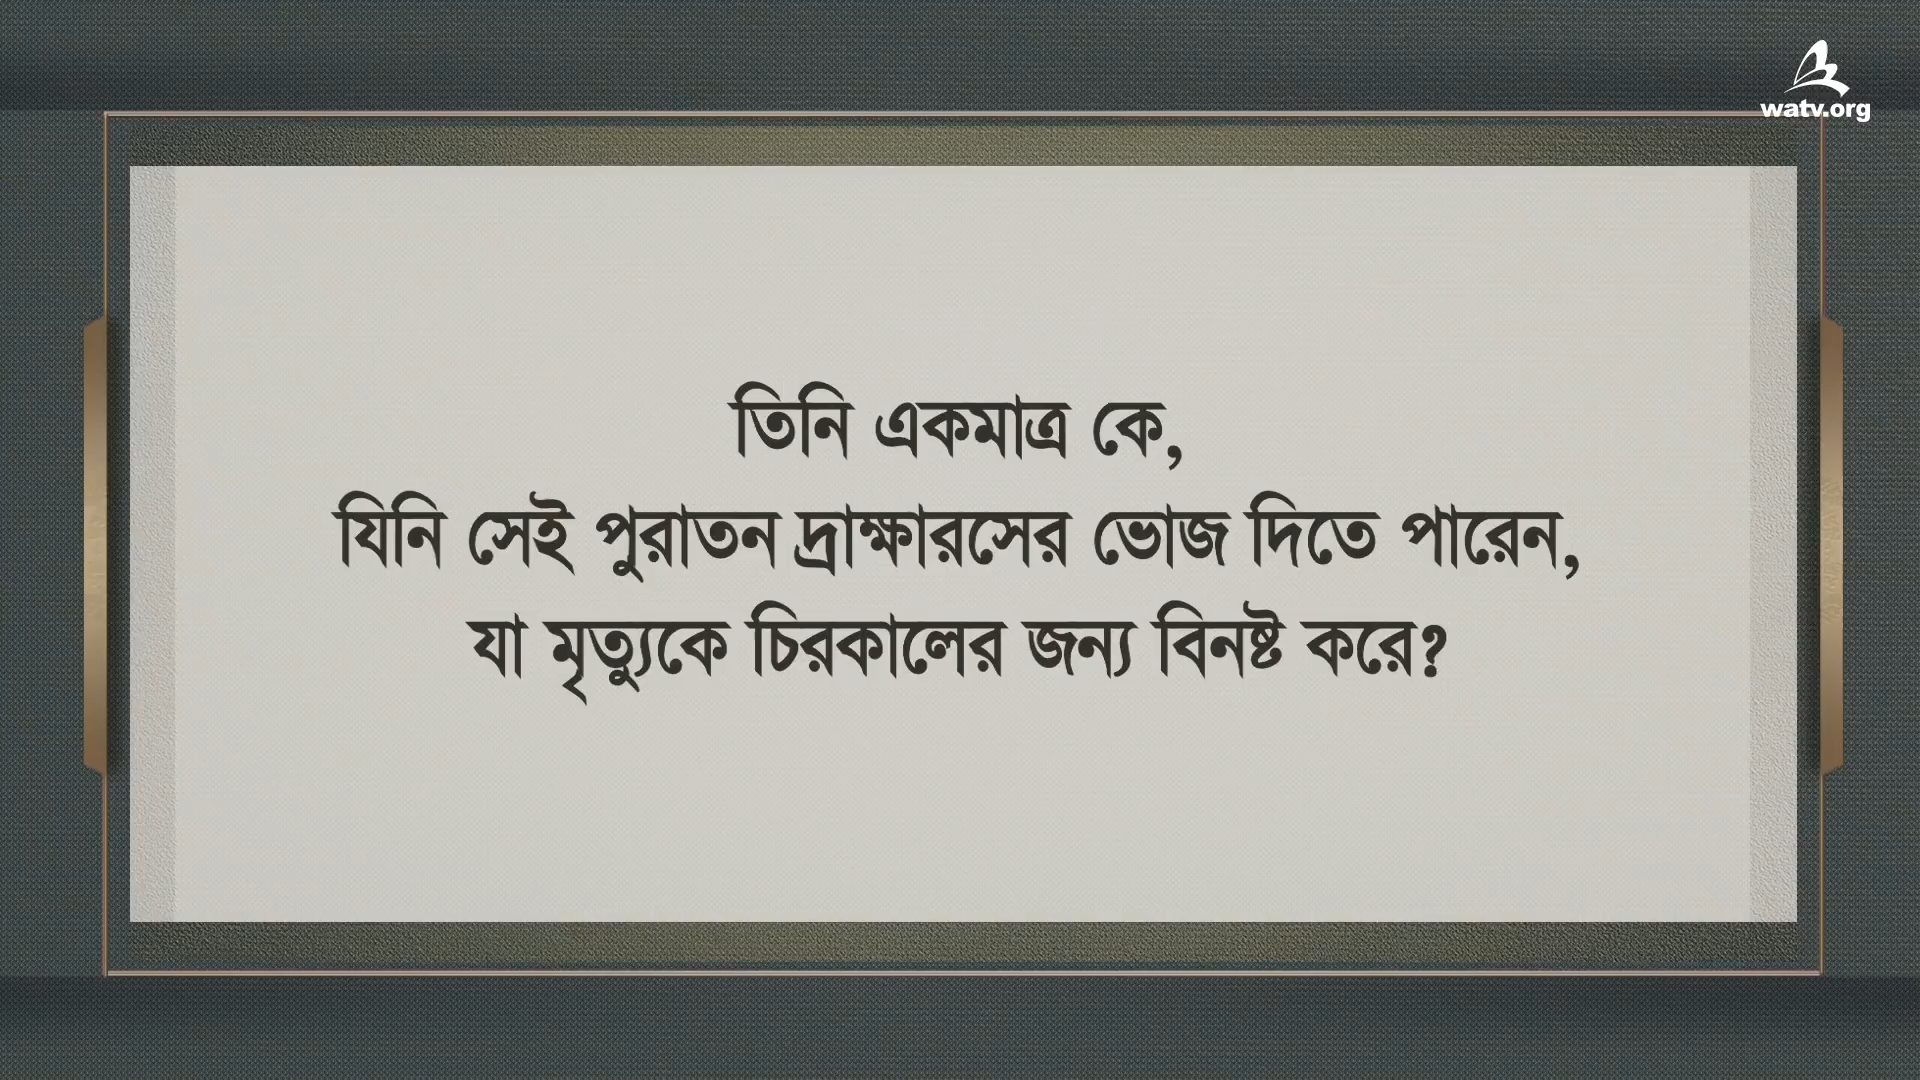 watv.org
তিনি একমাত্র কে,
যিনি সেই পুরাতন দ্রাক্ষারসের ভোজ দিতে পারেন,
যা মৃত্যুকে চিরকালের জন্য বিনষ্ট করে?